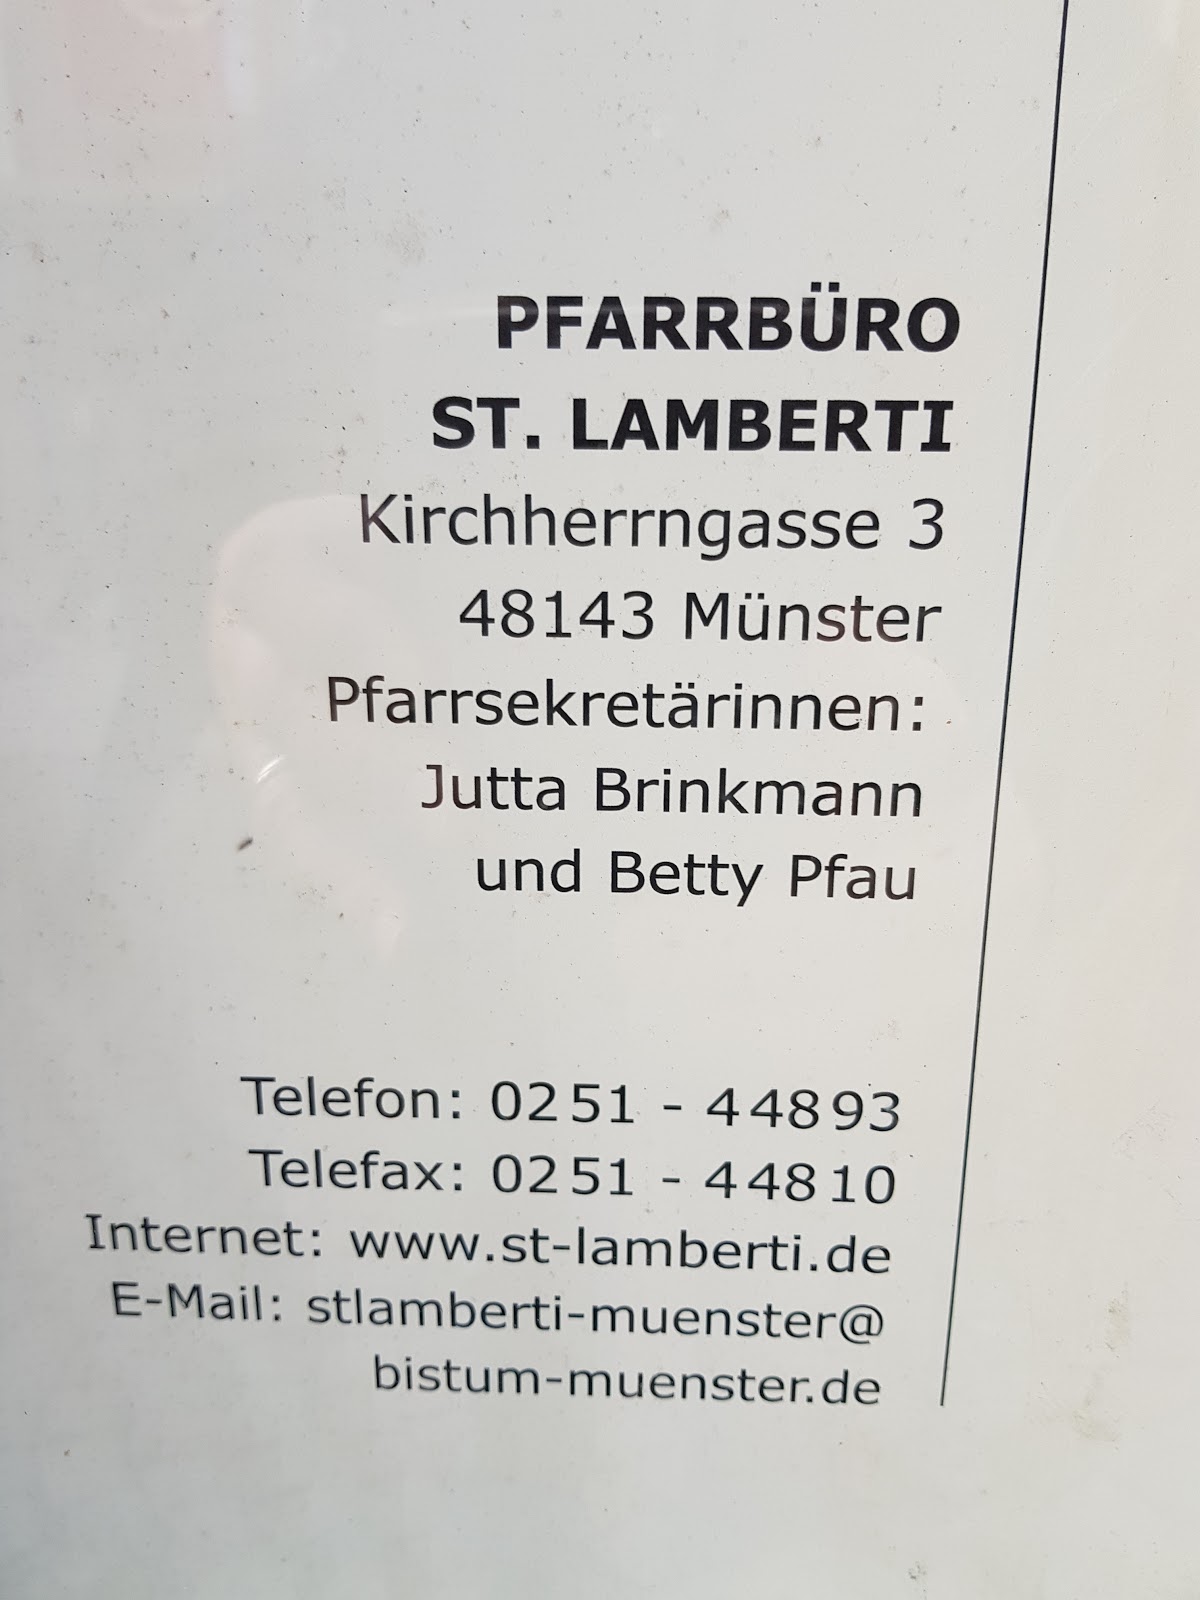 PFARRBÜRO
ST. LAMBERTI
Kirchherrngasse 3
48143 Münster
Pfarrsekretärinnen:
Jutta Brinkmann
und Betty Pfau
Telefon: 0251 - 44893
Telefax: 0251 - 44810
Internet: www.st-lamberti.de
E-Mail: stlamberti-muenster@
bistum-muenster.de